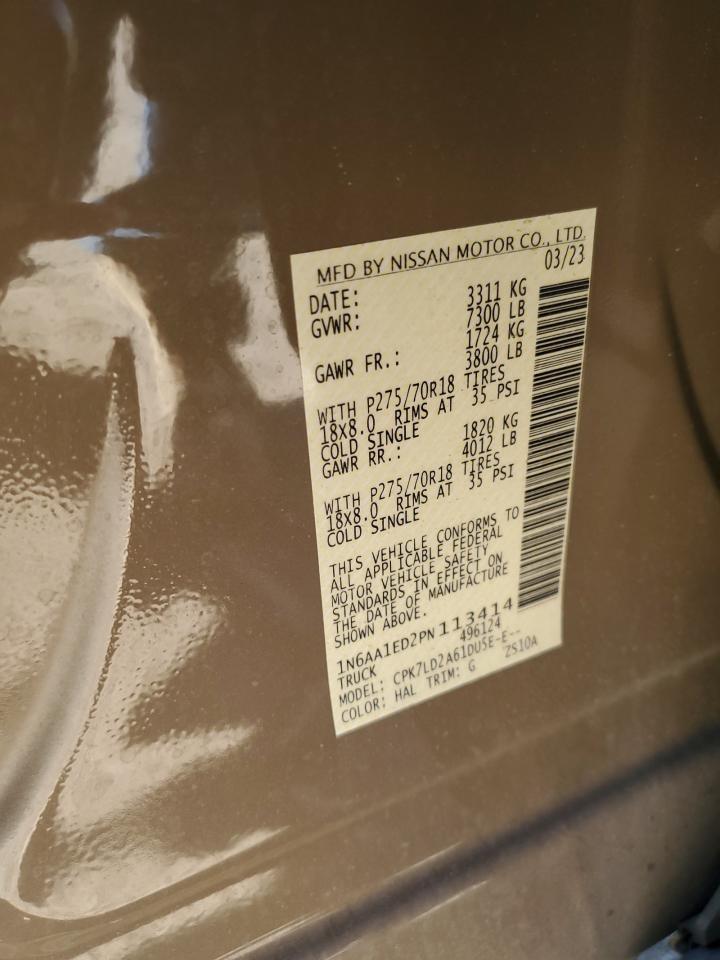 MFD BY NISSAN MOTOR CO., LTD.
DATE: 03/23
GVWR: 3311 KG
7300 LB
GAWR FR.: 1724 KG
3800 LB
WITH P275/70R18 TIRES
18X8.0 RIMS AT 35 PSI
COLD SINGLE
GAWR RR.: 1820 KG
4012 LB
WITH P275/70R18 TIRES
18X8.0 RIMS AT 35 PSI
COLD SINGLE
THIS VEHICLE CONFORMS TO
ALL APPLICABLE FEDERAL
MOTOR VEHICLE SAFETY
STANDARDS IN EFFECT ON
THE DATE OF MANUFACTURE
SHOWN ABOVE.
1N6AA1ED2PN113414
TRUCK 496124
MODEL: CPK7LD2A61DU5E-E--
COLOR: HAL TRIM: G ZS10A